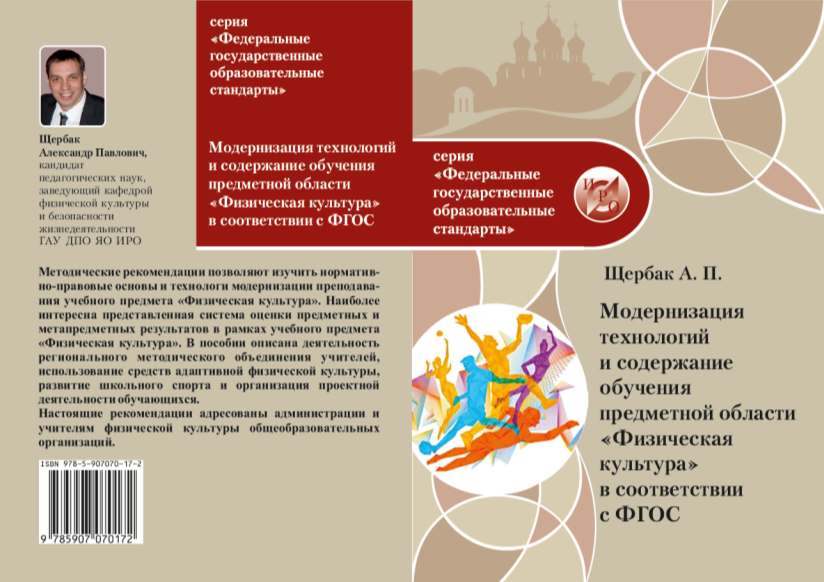 серия
«Федеральные
государственные
образовательные
стандарты»
Модернизация технологий
и содержание обучения
предметной области
«Физическая культура»
в соответствии с ФГОС
Щербак
Александр Павлович,
кандидат
педагогических наук,
заведующий кафедрой
физической культуры
и безопасности
жизнедеятельности
ГАУ ДПО ЯО ИРО
Методические рекомендации позволяют изучить норматив-
но-правовые основы и технологи модернизации преподава-
ния учебного предмета «Физическая культура». Наиболее
интересна представленная система оценки предметных и
метапредметных результатов в рамках учебного предмета
«Физическая культура». В пособии описана деятельность
регионального методического объединения учителей,
использование средств адаптивной физической культуры,
развитие школьного спорта и организация проектной
деятельности обучающихся.
Настоящие рекомендации адресованы администрации и
учителям физической культуры общеобразовательных
организаций.
ISBN 978-5-907070-17-2
9 785907 070172
серия
«Федеральные
государственные
образовательные
стандарты»
ИРО
Щербак А. П.
Модернизация
технологий
и содержание
обучения
предметной области
«Физическая
культура»
в соответствии
с ФГОС